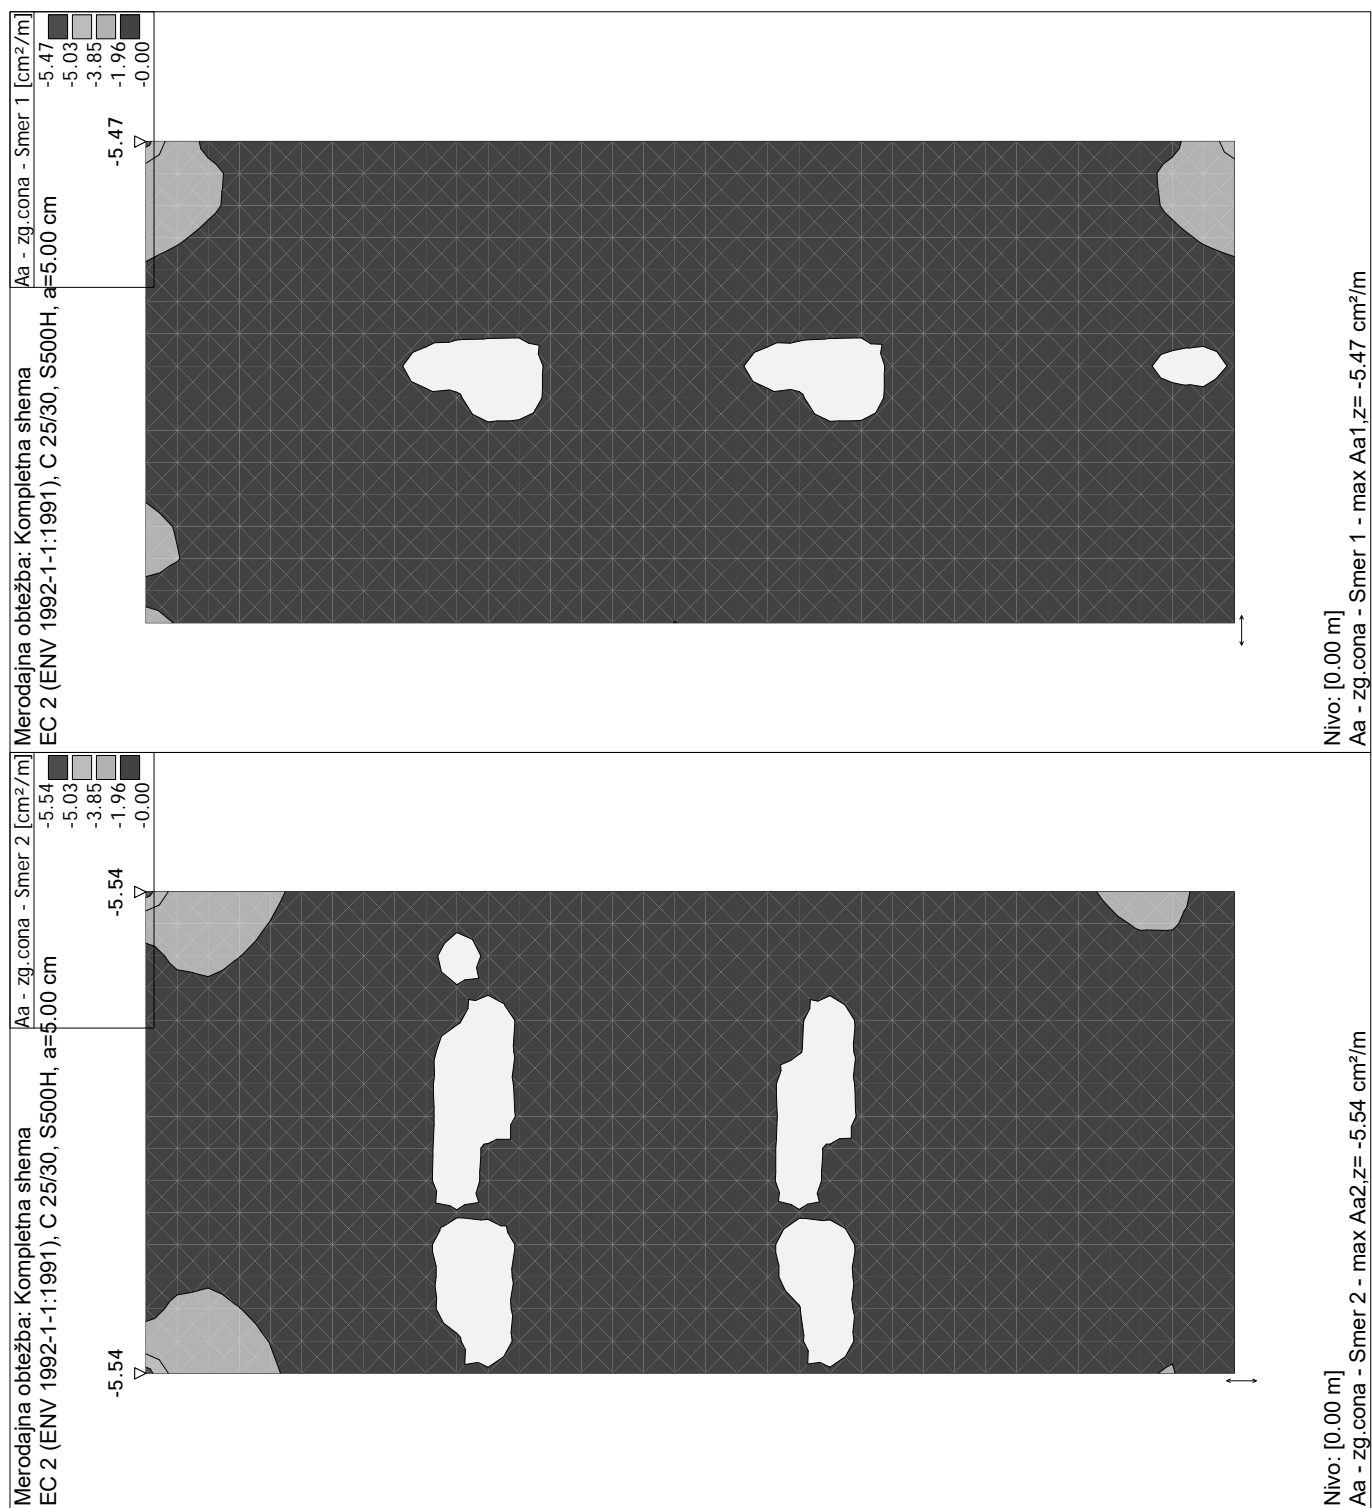 Merodajna obtežba: Kompletna shema
EC 2 (ENV 1992-1-1:1991), C 25/30, S500H, a=5.00 cm
Aa - zg.cona - Smer 1 [cm²/m]
-5.47
-5.03
-3.85
-1.96
-0.00
-5.47
Nivo: [0.00 m]
Aa - zg.cona - Smer 1 - max Aa1,z= -5.47 cm²/m
Merodajna obtežba: Kompletna shema
EC 2 (ENV 1992-1-1:1991), C 25/30, S500H, a=5.00 cm
Aa - zg.cona - Smer 2 [cm²/m]
-5.54
-5.03
-3.85
-1.96
-0.00
-5.54
-5.54
Nivo: [0.00 m]
Aa - zg.cona - Smer 2 - max Aa2,z= -5.54 cm²/m